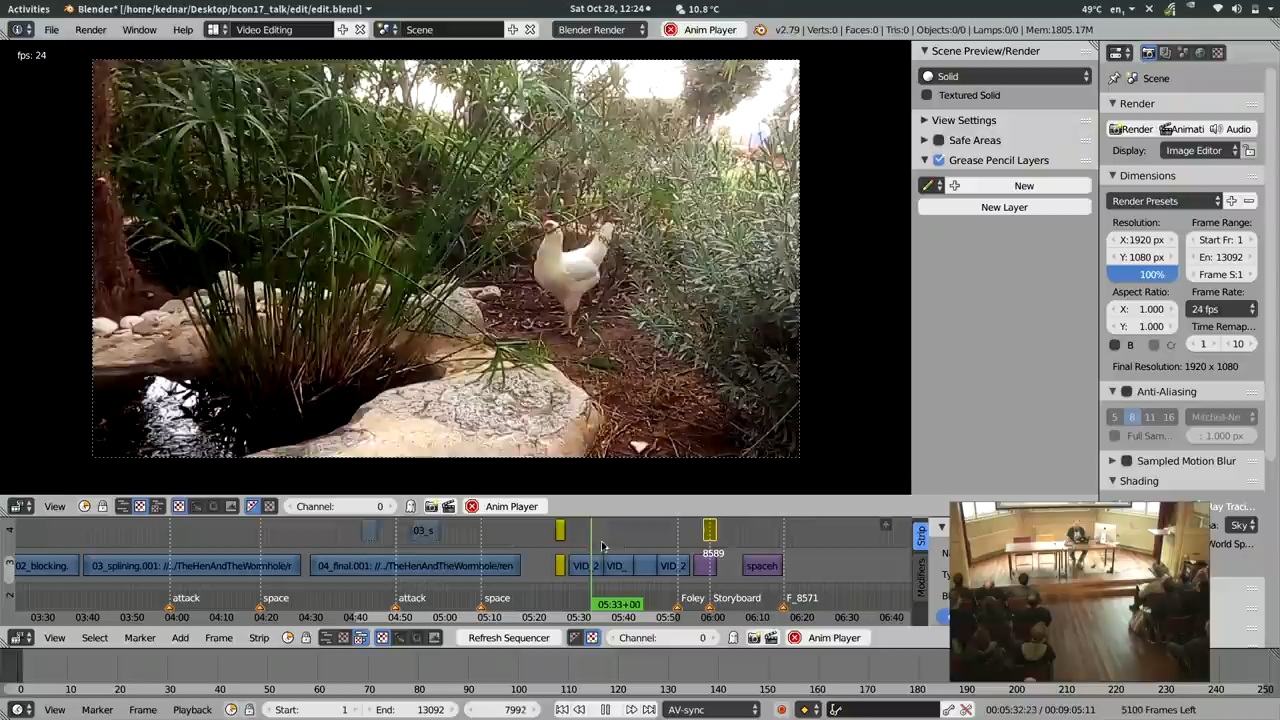 Activities Blender* [/home/kednar/Desktop/bcon17_talk/edit/edit.blend] Sat Oct 28, 12:24 10.8°C 49°C en,
File Render Window Help Video Editing Scene Blender Render Anim Player v2.79 | Verts:0 | Faces:0 | Tris:0 | Objects:0/0 | Lamps:0/0 | Mem:1805.17M
fps: 24
Scene Preview/Render
Solid
Textured Solid
View Settings
Safe Areas
Grease Pencil Layers
New
New Layer
Scene
Render
Render Animati Audio
Display: Image Editor
Dimensions
Render Presets
Resolution: Frame Range:
X:1920 px Start Fr: 1
Y: 1080 px En: 13092
100% Frame S:1
Aspect Ratio: Frame Rate:
X: 1.000 24 fps
Y: 1.000 Time Remap...
B Cr 1 10
Final Resolution: 1920 x 1080
Anti-Aliasing
5 8 11 16 Mitchell-Ne
Full Sam... : 1.000 px
Sampled Motion Blur
Shading
View Channel: 0 Anim Player
4 03_s
8589
3 02_blocking. 03_splining.001: //../TheHenAndTheWormhole/r 04_final.001: //../TheHenAndTheWormhole/ren VID_2 VID_ VID_2 spaceh
2 attack space attack space Foley Storyboard F_8571
03:30 03:40 03:50 04:00 04:10 04:20 04:30 04:40 04:50 05:00 05:10 05:20 05:30 05:33+00 05:50 06:00 06:10 06:20 06:30 06:40
Strip
Modifiers
lay Traci...
Sky
orld Sp...
View Select Marker Add Frame Strip Refresh Sequencer Channel: 0 Anim Player
0 10 20 30 40 50 60 70 80 90 100 110 120 130 140 150 160 170 180 190 200 210 220 230 240 250
View Marker Frame Playback Start: 1 End: 13092 7992 AV-sync 00:05:32:23 / 00:09:05:11 5100 Frames Left